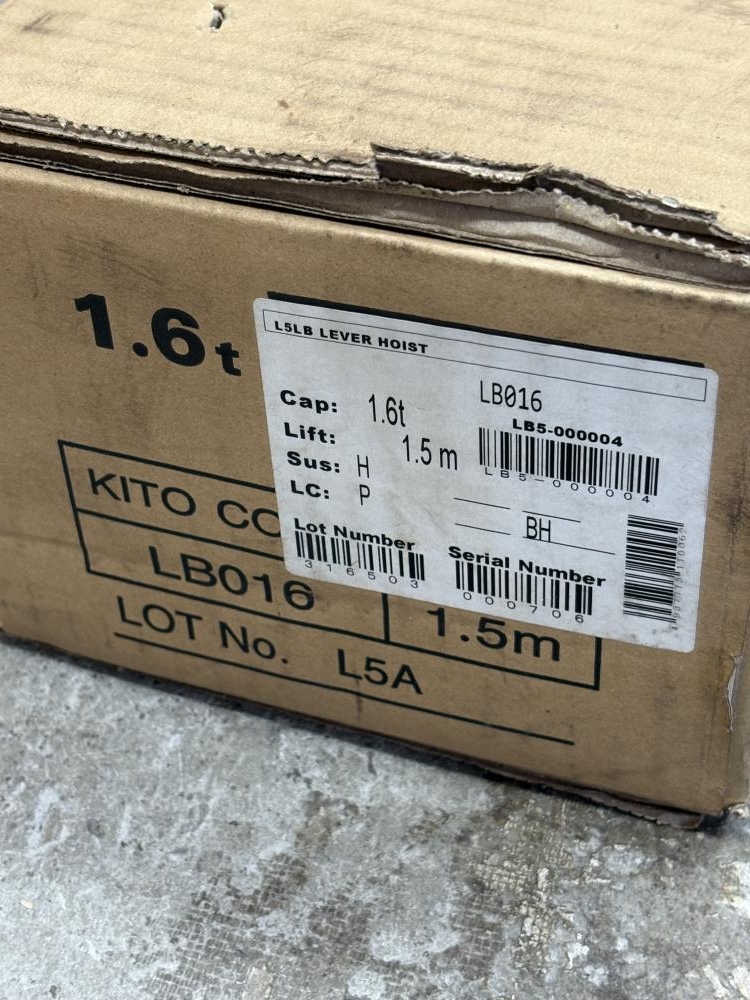 1.6t
L5LB LEVER HOIST
Cap: 1.6t
LB016
LB5-000004
Lift: 1.5 m
LB5-000004
Sus: H
LC: P
BH
Lot Number
316503
Serial Number
000706
KITO CO
LB016 1.5m
LOT No. L5A